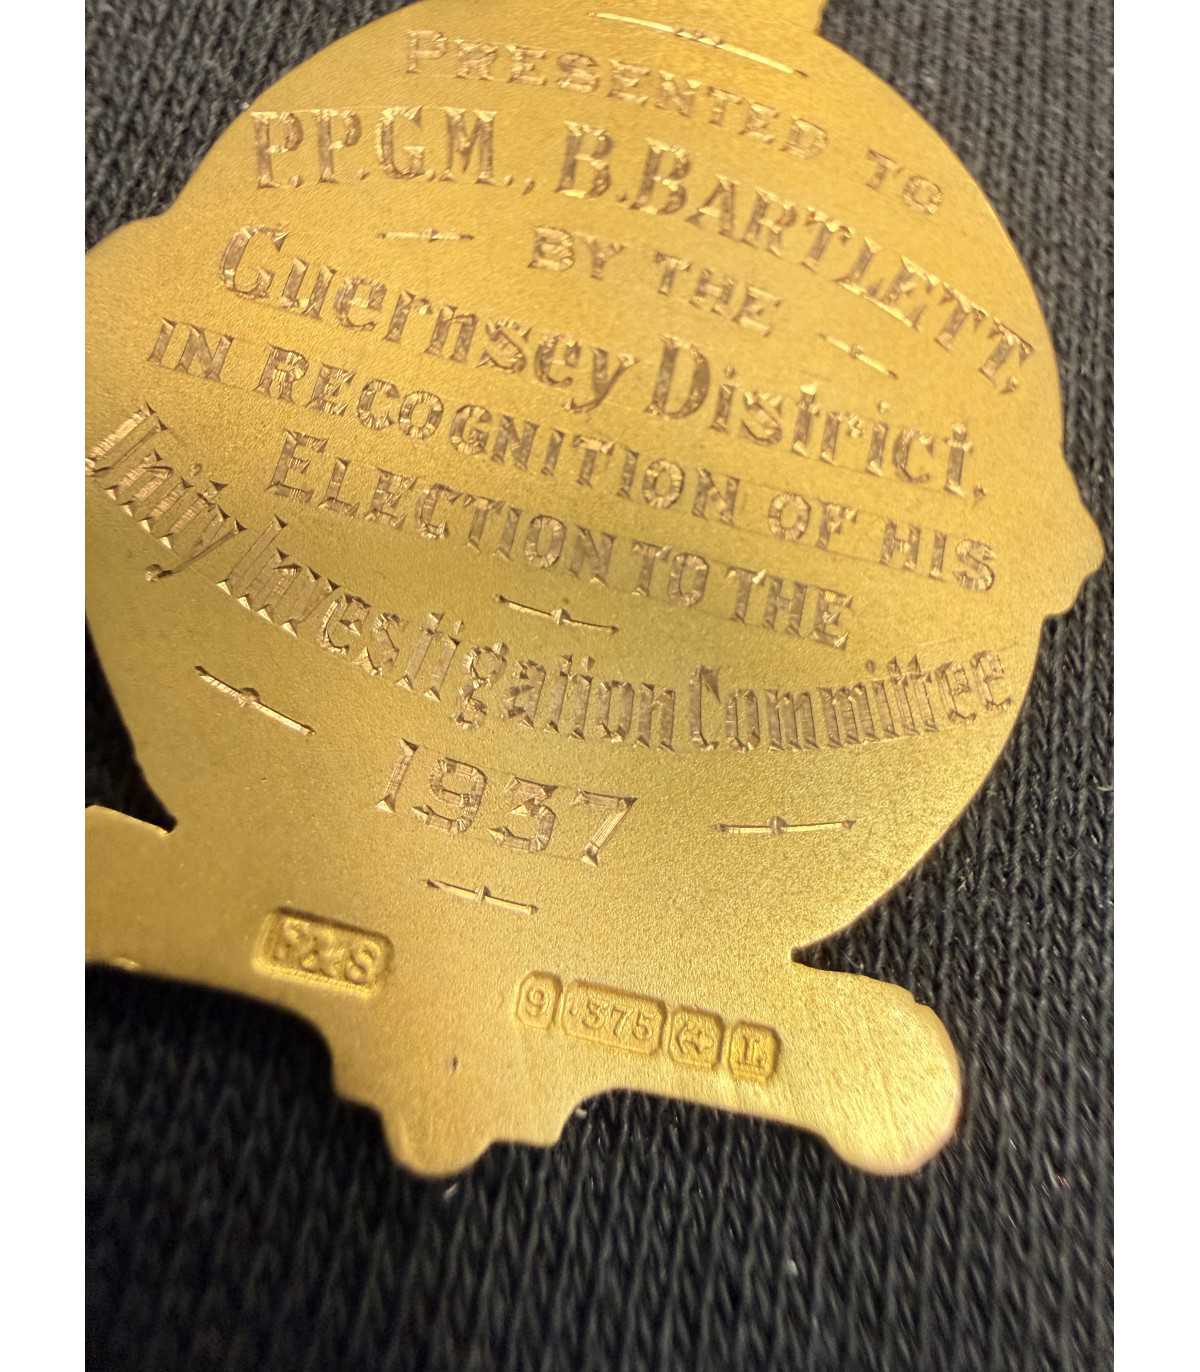 PRESENTED TO
P.P.G.M., B. BARTLETT,
BY THE
Guernsey District.
IN RECOGNITION OF HIS
ELECTION TO THE
Unity Investigation Committee
1937
F&S
9 ·375 L